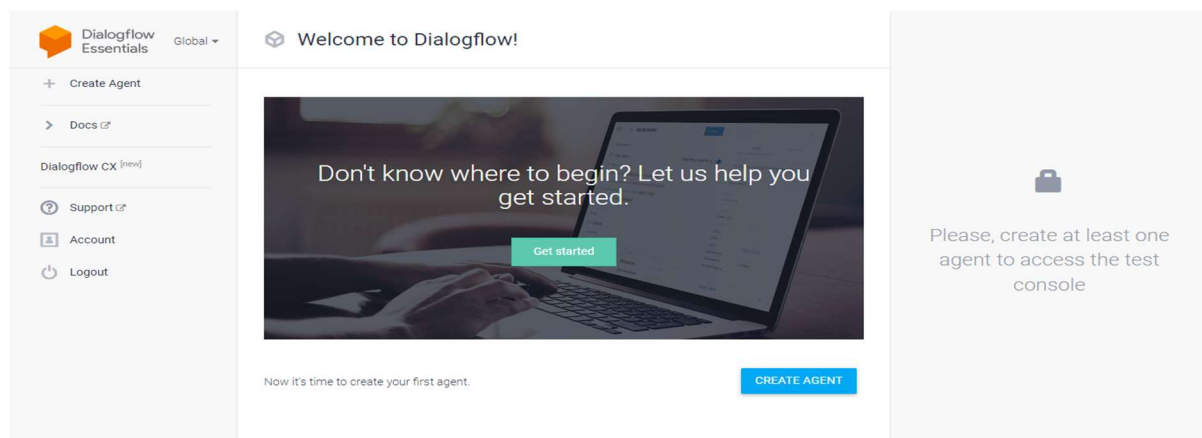 Dialogflow
Essentials
Global
Create Agent
Docs
Dialogflow CX [new]
Support
Account
Logout
Welcome to Dialogflow!
Don't know where to begin? Let us help you
get started.
Get started
Now it's time to create your first agent.
CREATE AGENT
Please, create at least one
agent to access the test
console